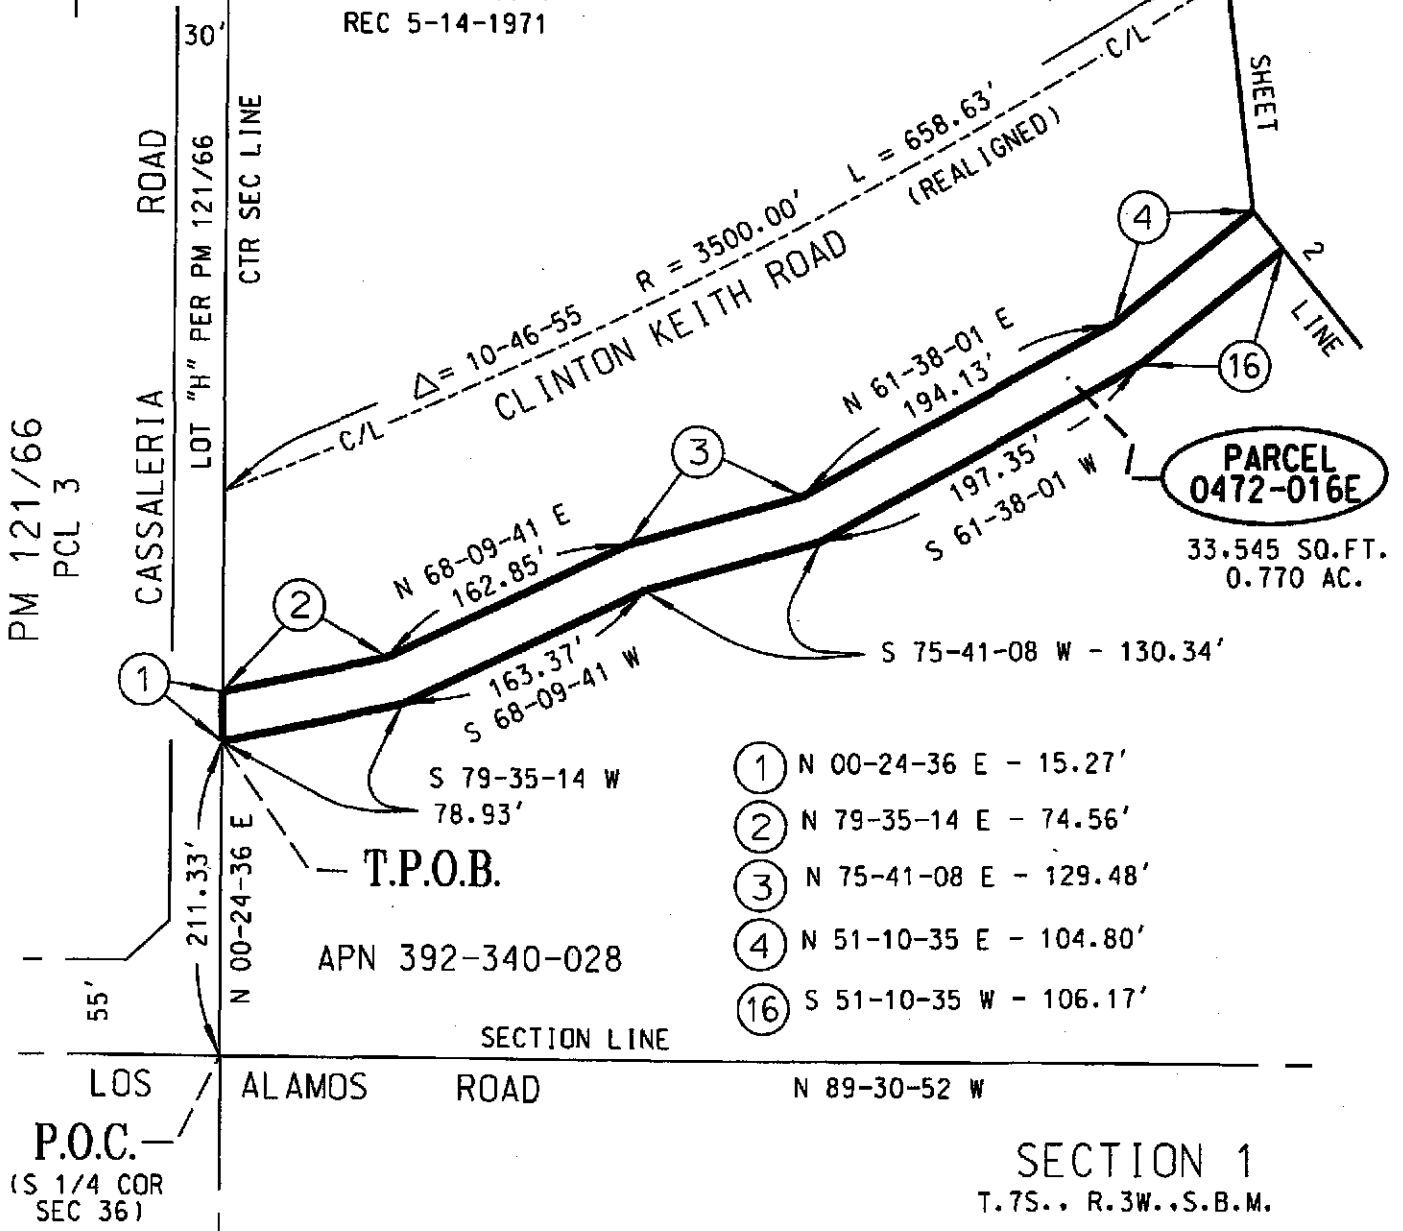 REC 5-14-1971
30'
ROAD
CASSALERIA
LOT "H" PER PM 121/66
CTR SEC LINE
PM 121/66
PCL 3
C/L
Δ= 10-46-55 R = 3500.00' L = 658.63'
C/L
CLINTON KEITH ROAD
(REALIGNED)
SHEET
2
LINE
4
16
N 61-38-01 E
194.13'
3
197.35'
S 61-38-01 W
PARCEL
0472-016E
33.545 SQ.FT.
0.770 AC.
N 68-09-41 E
162.85'
2
1
163.37'
S 68-09-41 W
S 75-41-08 W - 130.34'
S 79-35-14 W
78.93'
T.P.O.B.
211.33'
N 00-24-36 E
1 N 00-24-36 E - 15.27'
2 N 79-35-14 E - 74.56'
3 N 75-41-08 E - 129.48'
4 N 51-10-35 E - 104.80'
16 S 51-10-35 W - 106.17'
APN 392-340-028
55'
SECTION LINE
LOS ALAMOS ROAD
N 89-30-52 W
P.O.C.
(S 1/4 COR
SEC 36)
SECTION 1
T.7S., R.3W.,S.B.M.